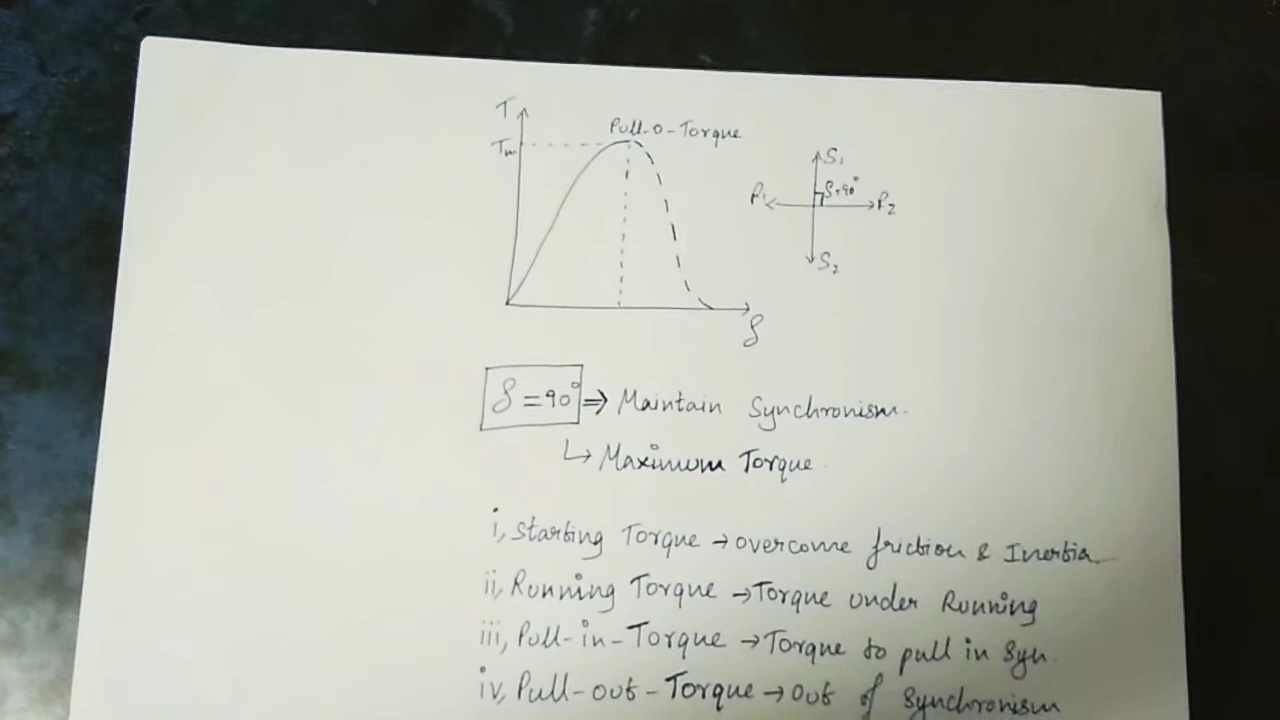 T
Pull-o-Torque
Tm
S1
δ=90°
P1
P2
S2
δ
δ=90° ⇒ Maintain Synchronism.
↳ Maximum Torque.
i, Starting Torque → overcome friction & Inertia
ii, Running Torque → Torque under Running
iii, Pull-in-Torque → Torque to pull in Syn.
iv, Pull-out-Torque → Out of Synchronism